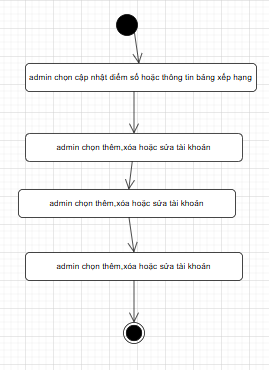 admin chọn cập nhật điểm số hoặc thông tin bảng xếp hạng
admin chọn thêm,xóa hoặc sửa tài khoản
admin chọn thêm,xóa hoặc sửa tài khoản
admin chọn thêm,xóa hoặc sửa tài khoản